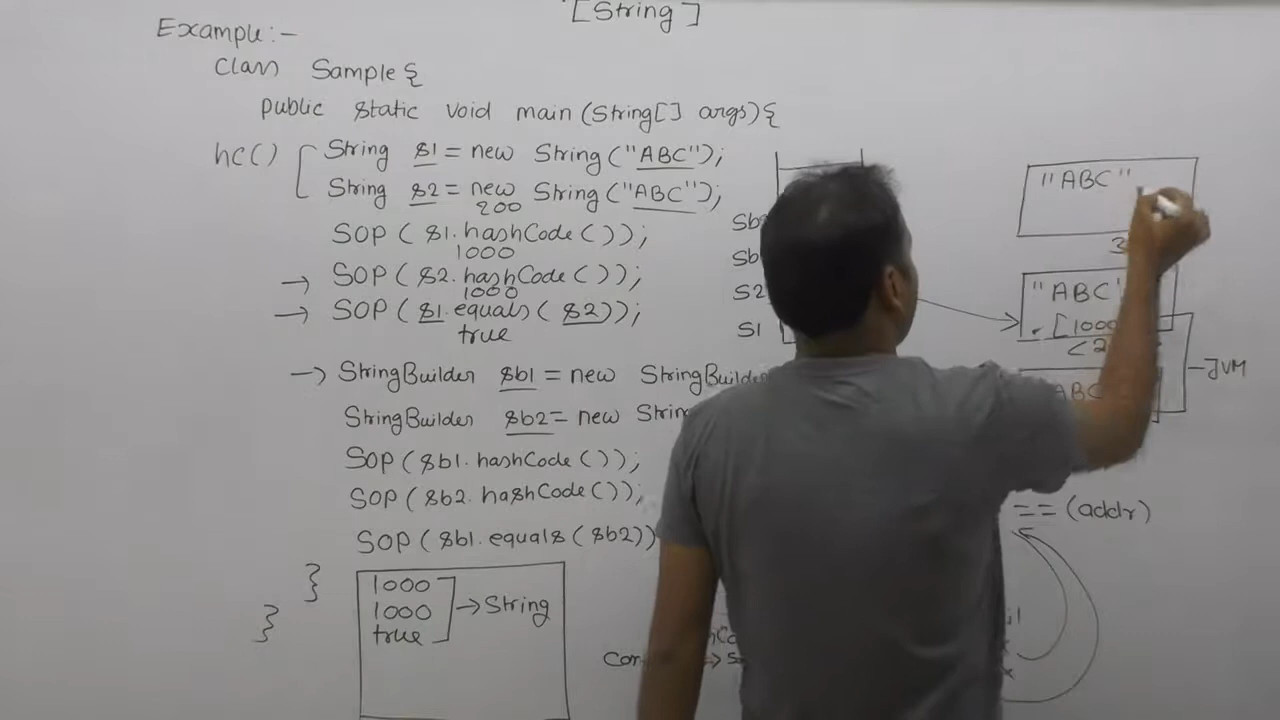 [String]
Example:-
Class Sample{
public static void main (String[] args){
hc() String s1 = new String ("ABC");
String s2 = new String ("ABC");
200
SOP ( s1.hashCode ());
1000
→ SOP ( s2.hashCode ());
1000
→ SOP ( s1.equals ( s2));
true
→ StringBuilder sb1 = new StringBuilder
StringBuilder sb2 = new
SOP ( sb1.hashCode ());
SOP ( sb2.hashCode ());
SOP ( sb1.equals ( sb2))
}
}
1000
1000
true
→ String
S2
S1
"ABC"
"ABC
[1000
JVM
ABC
== (addr)